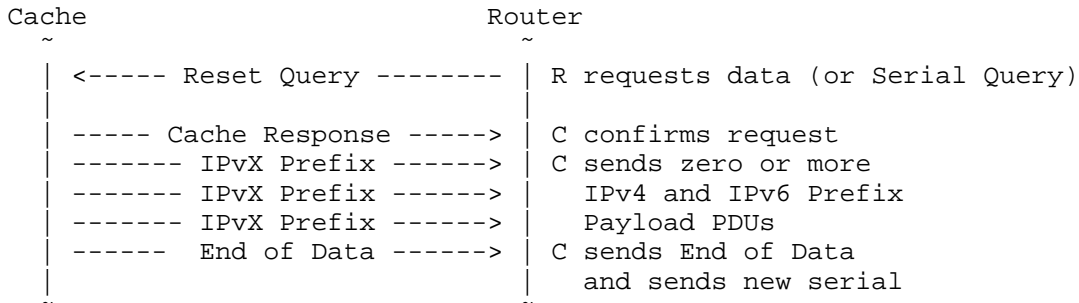 Cache                              Router
  ~                                  ~
  | <----- Reset Query -------- | R requests data (or Serial Query)
  |                             |
  | ----- Cache Response -----> | C confirms request
  | ------- IPvX Prefix ------> | C sends zero or more
  | ------- IPvX Prefix ------> |   IPv4 and IPv6 Prefix
  | ------- IPvX Prefix ------> |   Payload PDUs
  | ------  End of Data ------> | C sends End of Data
  |                             |   and sends new serial
  ~                                  ~